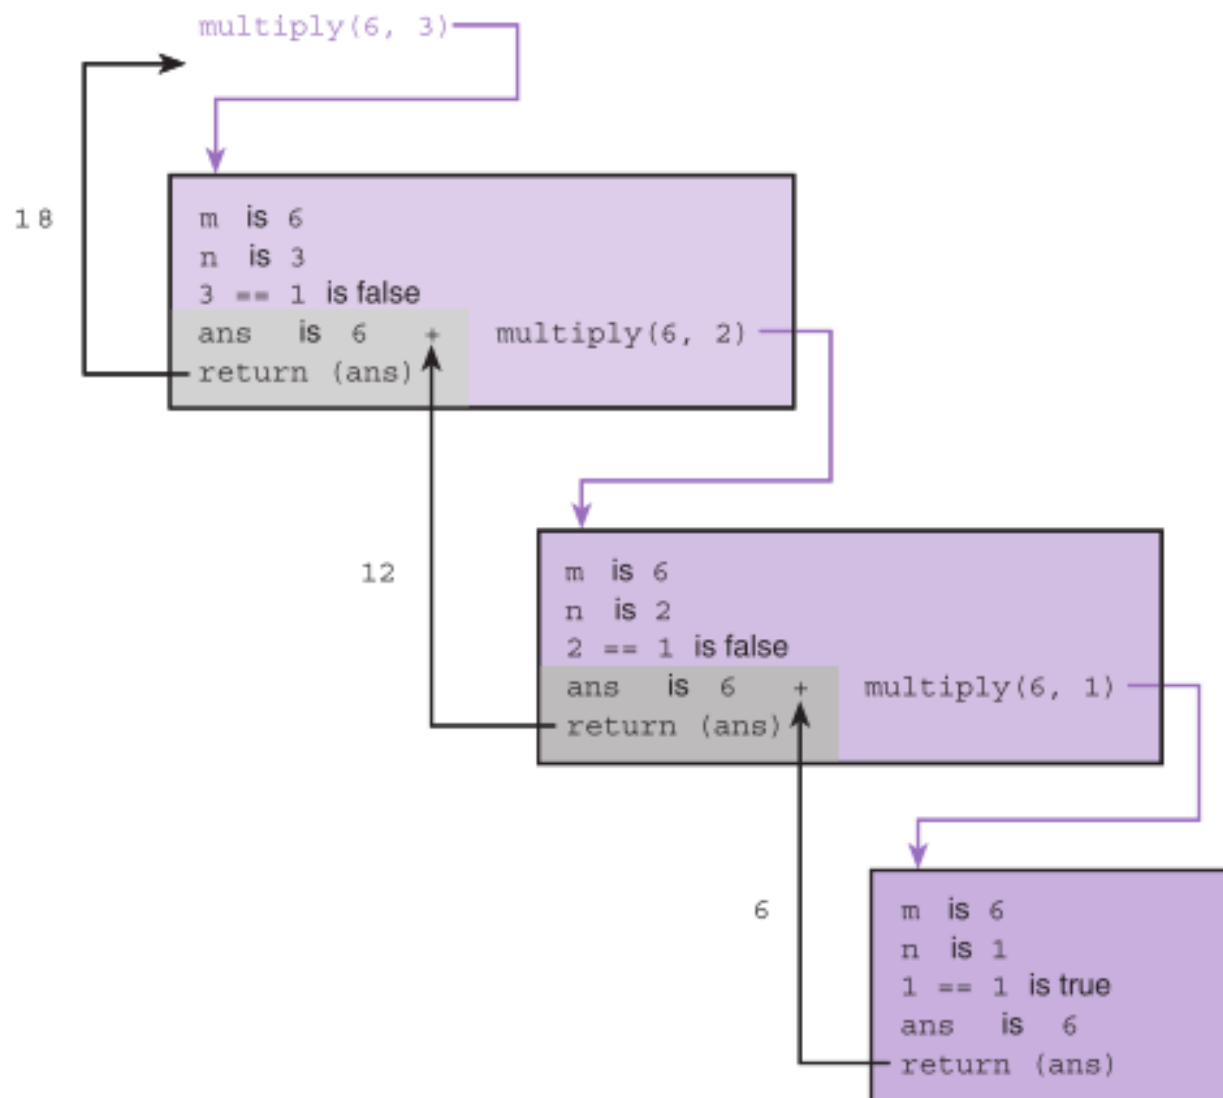 multiply(6, 3)
18
m is 6
n is 3
3 == 1 is false
ans is 6 + multiply(6, 2)
return (ans)
12
m is 6
n is 2
2 == 1 is false
ans is 6 + multiply(6, 1)
return (ans)
6
m is 6
n is 1
1 == 1 is true
ans is 6
return (ans)